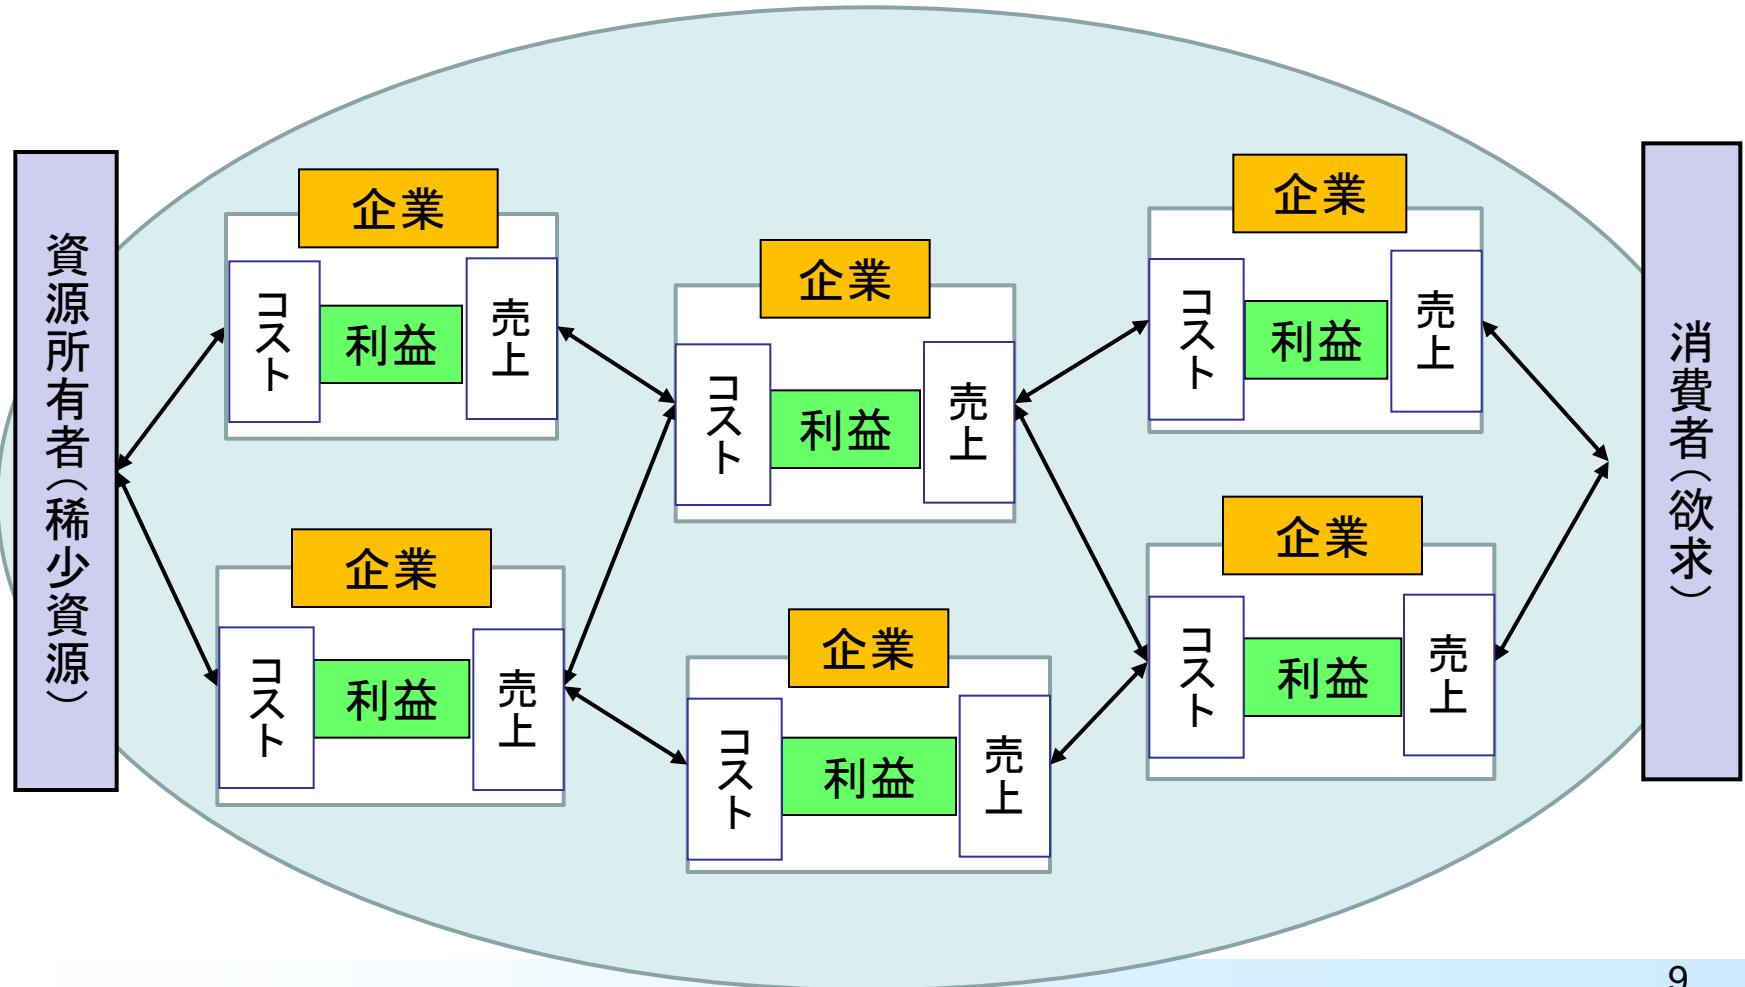 資源所有者（稀少資源）
企業
コスト
利益
売上
企業
コスト
利益
売上
企業
コスト
利益
売上
企業
コスト
利益
売上
企業
コスト
利益
売上
企業
コスト
利益
売上
消費者（欲求）
9